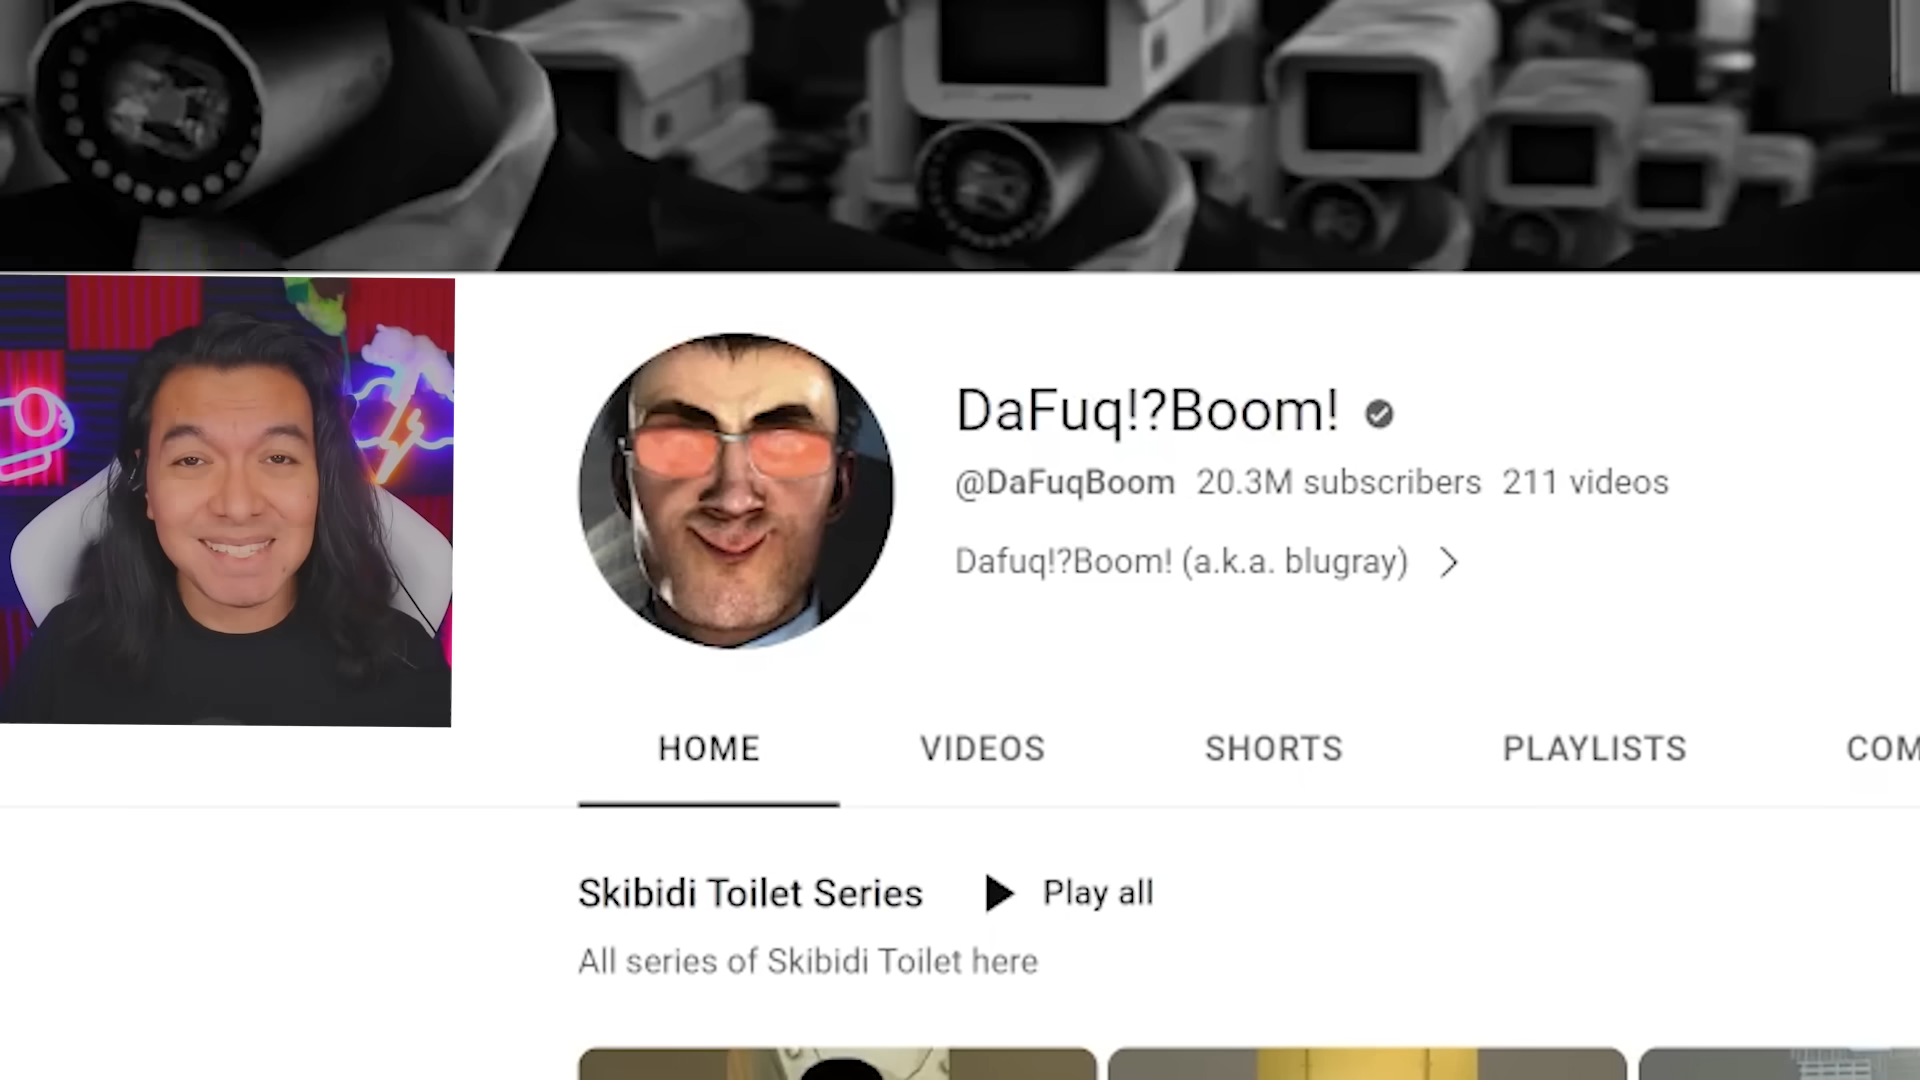 DaFuq!?Boom!
@DaFuqBoom 20.3M subscribers 211 videos
Dafuq!?Boom! (a.k.a. blugray)
HOME VIDEOS SHORTS PLAYLISTS COM
Skibidi Toilet Series Play all
All series of Skibidi Toilet here